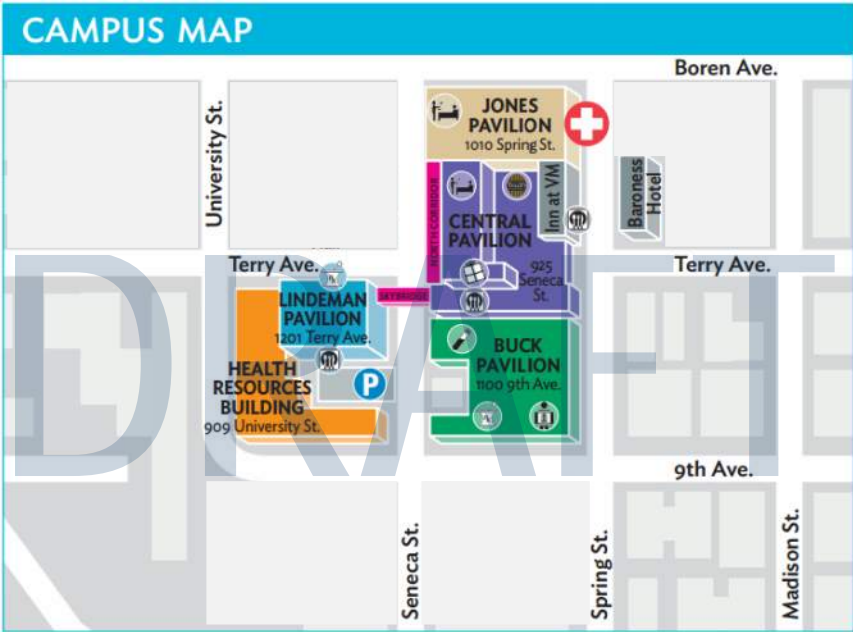 CAMPUS MAP
Boren Ave.
University St.
JONES
PAVILION
1010 Spring St.
NORTH CORRIDOR
Inn at VM
Baroness
Hotel
CENTRAL
PAVILION
925
Seneca
St.
Terry Ave.
Terry Ave.
SKYBRIDGE
LINDEMAN
PAVILION
1201 Terry Ave.
BUCK
PAVILION
1100 9th Ave.
HEALTH
RESOURCES
BUILDING
909 University St.
P
DRAFT
9th Ave.
Seneca St.
Spring St.
Madison St.